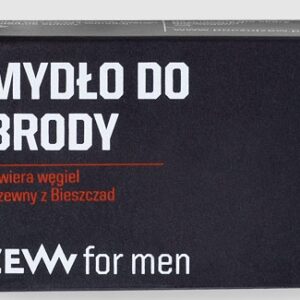 MYDŁO DO
BRODY
wiera węgiel
zewny z Bieszczad
ZEW for men